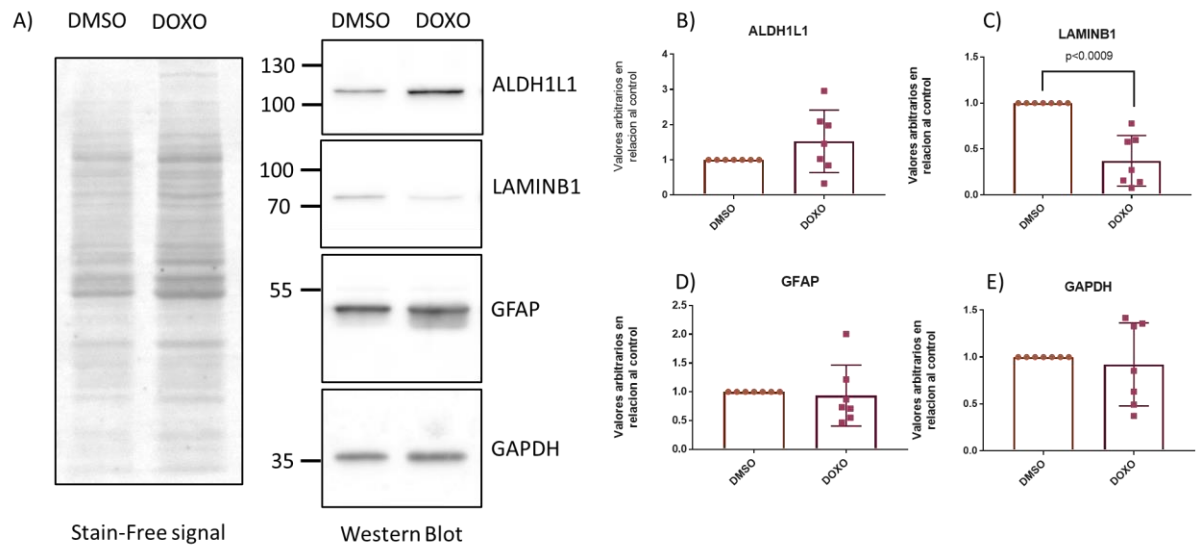 A)
DMSO DOXO
Stain-Free signal
DMSO DOXO
130
100
ALDH1L1
100
70
LAMINB1
55
GFAP
35
GAPDH
Western Blot
B)
ALDH1L1
Valores arbitrarios en
relacion al control
4
3
2
1
0
DMSO
DOXO
C)
LAMINB1
p<0.0009
Valores arbitrarios en
relacion al control
1.5
1.0
0.5
0.0
DMSO
DOXO
D)
GFAP
Valores arbitrarios en
relacion al control
2.5
2.0
1.5
1.0
0.5
0.0
DMSO
DOXO
E)
GAPDH
Valores arbitrarios en
relacion al control
1.5
1.0
0.5
0.0
DMSO
DOXO